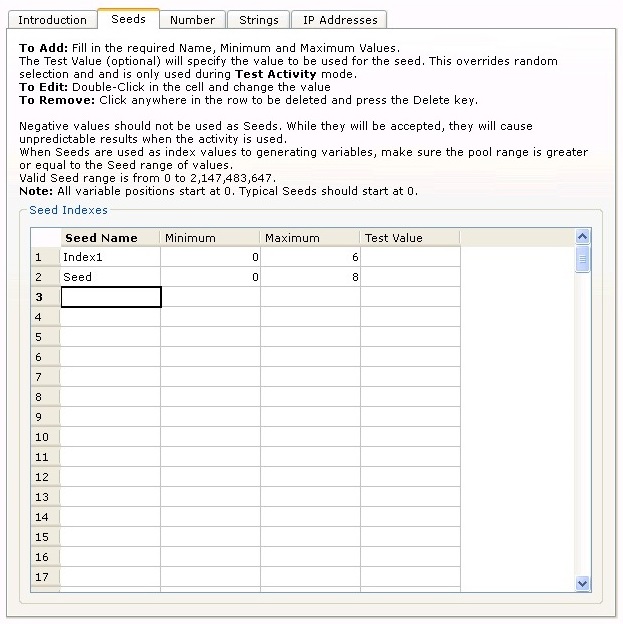 Introduction Seeds Number Strings IP Addresses
To Add: Fill in the required Name, Minimum and Maximum Values.
The Test Value (optional) will specify the value to be used for the seed. This overrides random
selection and and is only used during Test Activity mode.
To Edit: Double-Click in the cell and change the value
To Remove: Click anywhere in the row to be deleted and press the Delete key.
Negative values should not be used as Seeds. While they will be accepted, they will cause
unpredictable results when the activity is used.
When Seeds are used as index values to generating variables, make sure the pool range is greater
or equal to the Seed range of values.
Valid Seed range is from 0 to 2,147,483,647.
Note: All variable positions start at 0. Typical Seeds should start at 0.
Seed Indexes
Seed Name Minimum Maximum Test Value
1 Index1 0 6
2 Seed 0 8
3
4
5
6
7
8
9
10
11
12
13
14
15
16
17